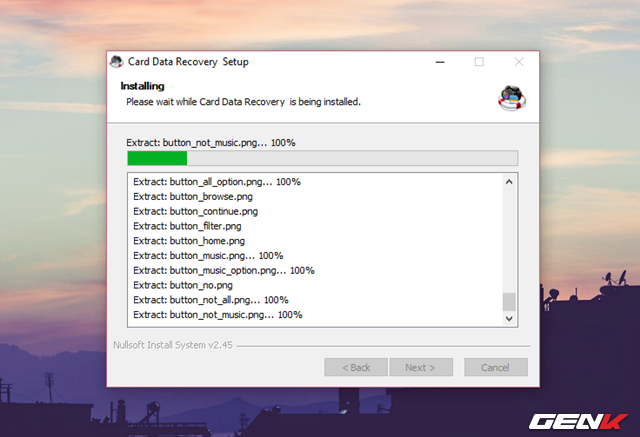 Card Data Recovery Setup
Installing
Please wait while Card Data Recovery is being installed.
Extract: button_not_music.png... 100%
Extract: button_all_option.png... 100%
Extract: button_browse.png
Extract: button_continue.png
Extract: button_filter.png
Extract: button_home.png
Extract: button_music.png... 100%
Extract: button_music_option.png... 100%
Extract: button_no.png
Extract: button_not_all.png... 100%
Extract: button_not_music.png... 100%
Nullsoft Install System v2.45
< Back
Next >
Cancel
GENK